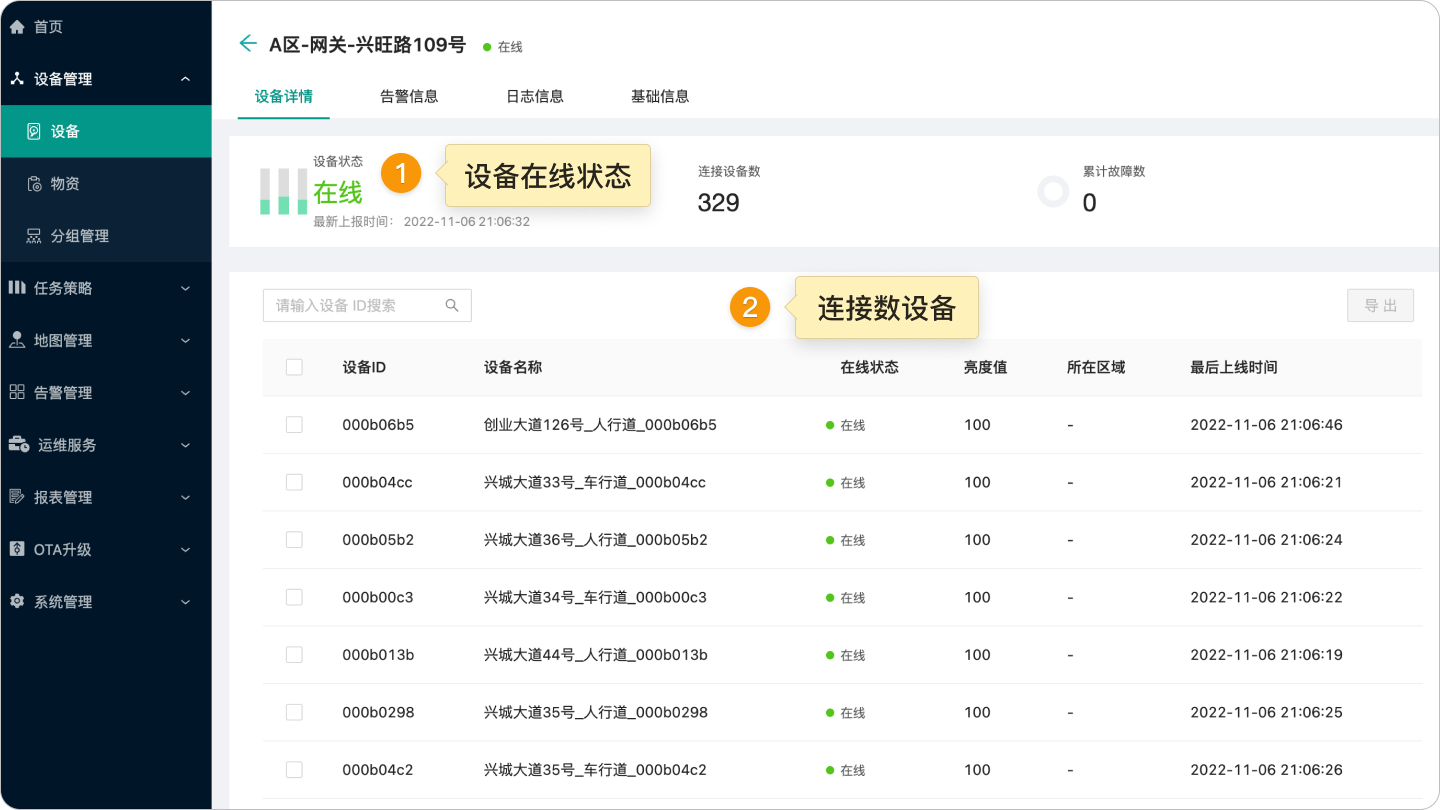 首页
设备管理
设备
物资
分组管理
任务策略
地图管理
告警管理
运维服务
报表管理
OTA升级
系统管理
A区-网关-兴旺路109号 在线
设备详情 告警信息 日志信息 基础信息
设备状态
在线
最新上报时间: 2022-11-06 21:06:32
1 设备在线状态
连接设备数
329
累计故障数
0
请输入设备 ID搜索
2 连接数设备
导 出
设备ID 设备名称 在线状态 亮度值 所在区域 最后上线时间
000b06b5 创业大道126号_人行道_000b06b5 在线 100 - 2022-11-06 21:06:46
000b04cc 兴城大道33号_车行道_000b04cc 在线 100 - 2022-11-06 21:06:21
000b05b2 兴城大道36号_人行道_000b05b2 在线 100 - 2022-11-06 21:06:24
000b00c3 兴城大道34号_车行道_000b00c3 在线 100 - 2022-11-06 21:06:22
000b013b 兴城大道44号_人行道_000b013b 在线 100 - 2022-11-06 21:06:19
000b0298 兴城大道35号_人行道_000b0298 在线 100 - 2022-11-06 21:06:25
000b04c2 兴城大道35号_车行道_000b04c2 在线 100 - 2022-11-06 21:06:26